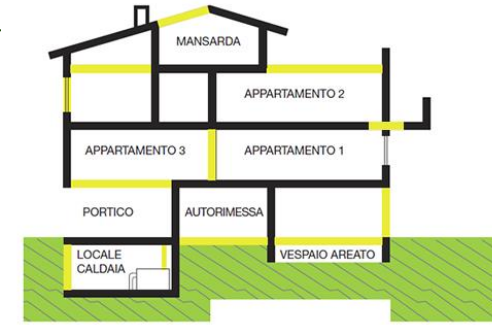 MANSARDA
APPARTAMENTO 2
APPARTAMENTO 3
APPARTAMENTO 1
PORTICO
AUTORIMESSA
LOCALE
CALDAIA
VESPAIO AREATO